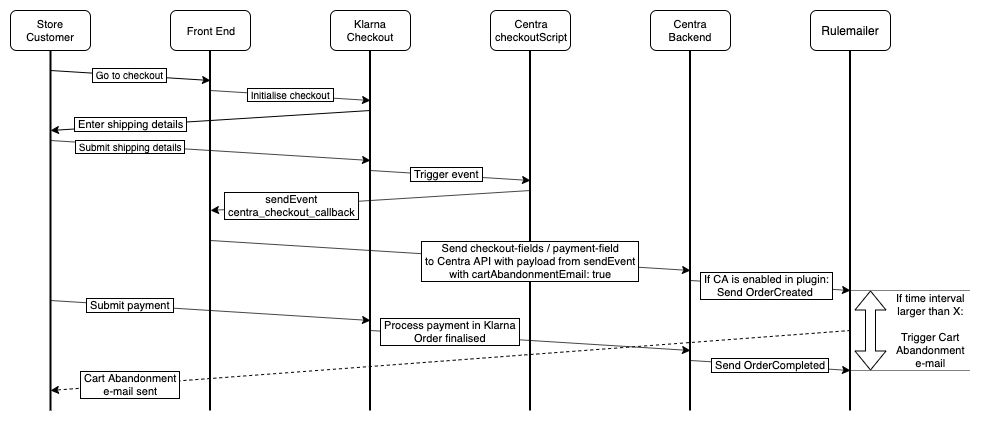 Store
Customer
Front End
Klarna
Checkout
Centra
checkoutScript
Centra
Backend
Rulemailer
Go to checkout
Initialise checkout
Enter shipping details
Submit shipping details
Trigger event
sendEvent
centra_checkout_callback
Send checkout-fields / payment-field
to Centra API with payload from sendEvent
with cartAbandonmentEmail: true
If CA is enabled in plugin:
Send OrderCreated
If time interval
larger than X:
Trigger Cart
Abandonment
e-mail
Submit payment
Process payment in Klarna
Order finalised
Send OrderCompleted
Cart Abandonment
e-mail sent